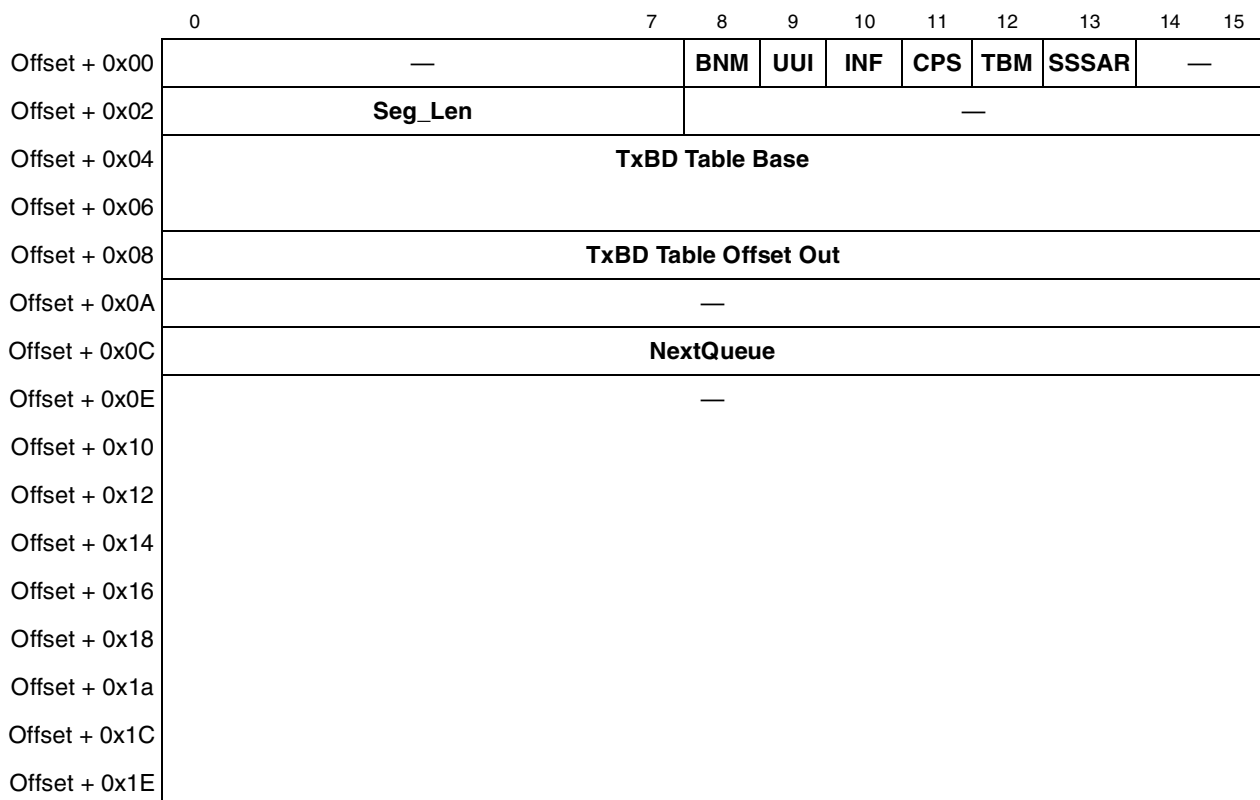 0 7 8 9 10 11 12 13 14 15
Offset + 0x00 — BNM UUI INF CPS TBM SSSAR —
Offset + 0x02 Seg_Len —
Offset + 0x04 TxBD Table Base
Offset + 0x06
Offset + 0x08 TxBD Table Offset Out
Offset + 0x0A —
Offset + 0x0C NextQueue
Offset + 0x0E —
Offset + 0x10
Offset + 0x12
Offset + 0x14
Offset + 0x16
Offset + 0x18
Offset + 0x1a
Offset + 0x1C
Offset + 0x1E